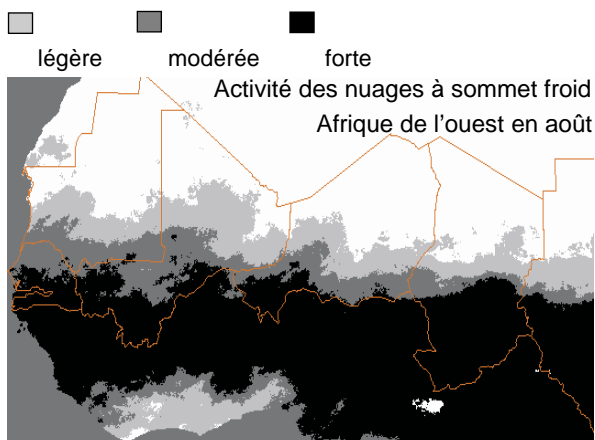 légère modérée forte
Activité des nuages à sommet froid
Afrique de l'ouest en août